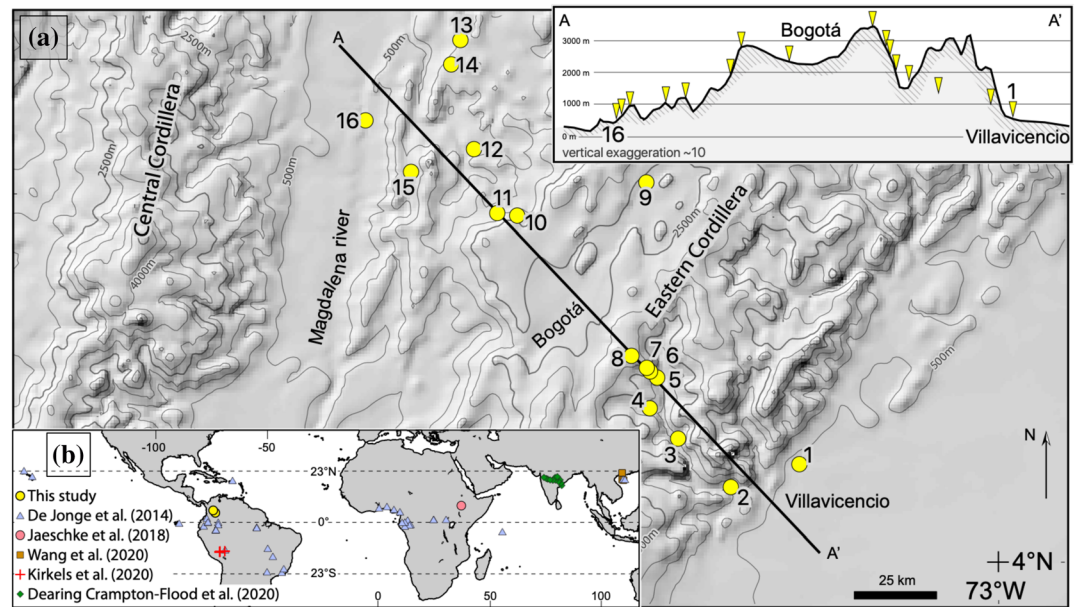 (a)
2500m
Central Cordillera
2500m
4000m
500m
Magdalena river
500m
A
13
14
16
12
15
11
10
9
2500m
Eastern Cordillera
Bogotá
8
7
6
5
4
3
2
1
Villavicencio
A'
500m
00m
N
4°N
73°W
25 km
A
A'
Bogotá
3000 m
2000 m
1000 m
0 m
16
1
Villavicencio
vertical exaggeration ~10
(b)
-100
-50
23°N
0°
23°S
0
50
100
This study
De Jonge et al. (2014)
Jaeschke et al. (2018)
Wang et al. (2020)
Kirkels et al. (2020)
Dearing Crampton-Flood et al. (2020)